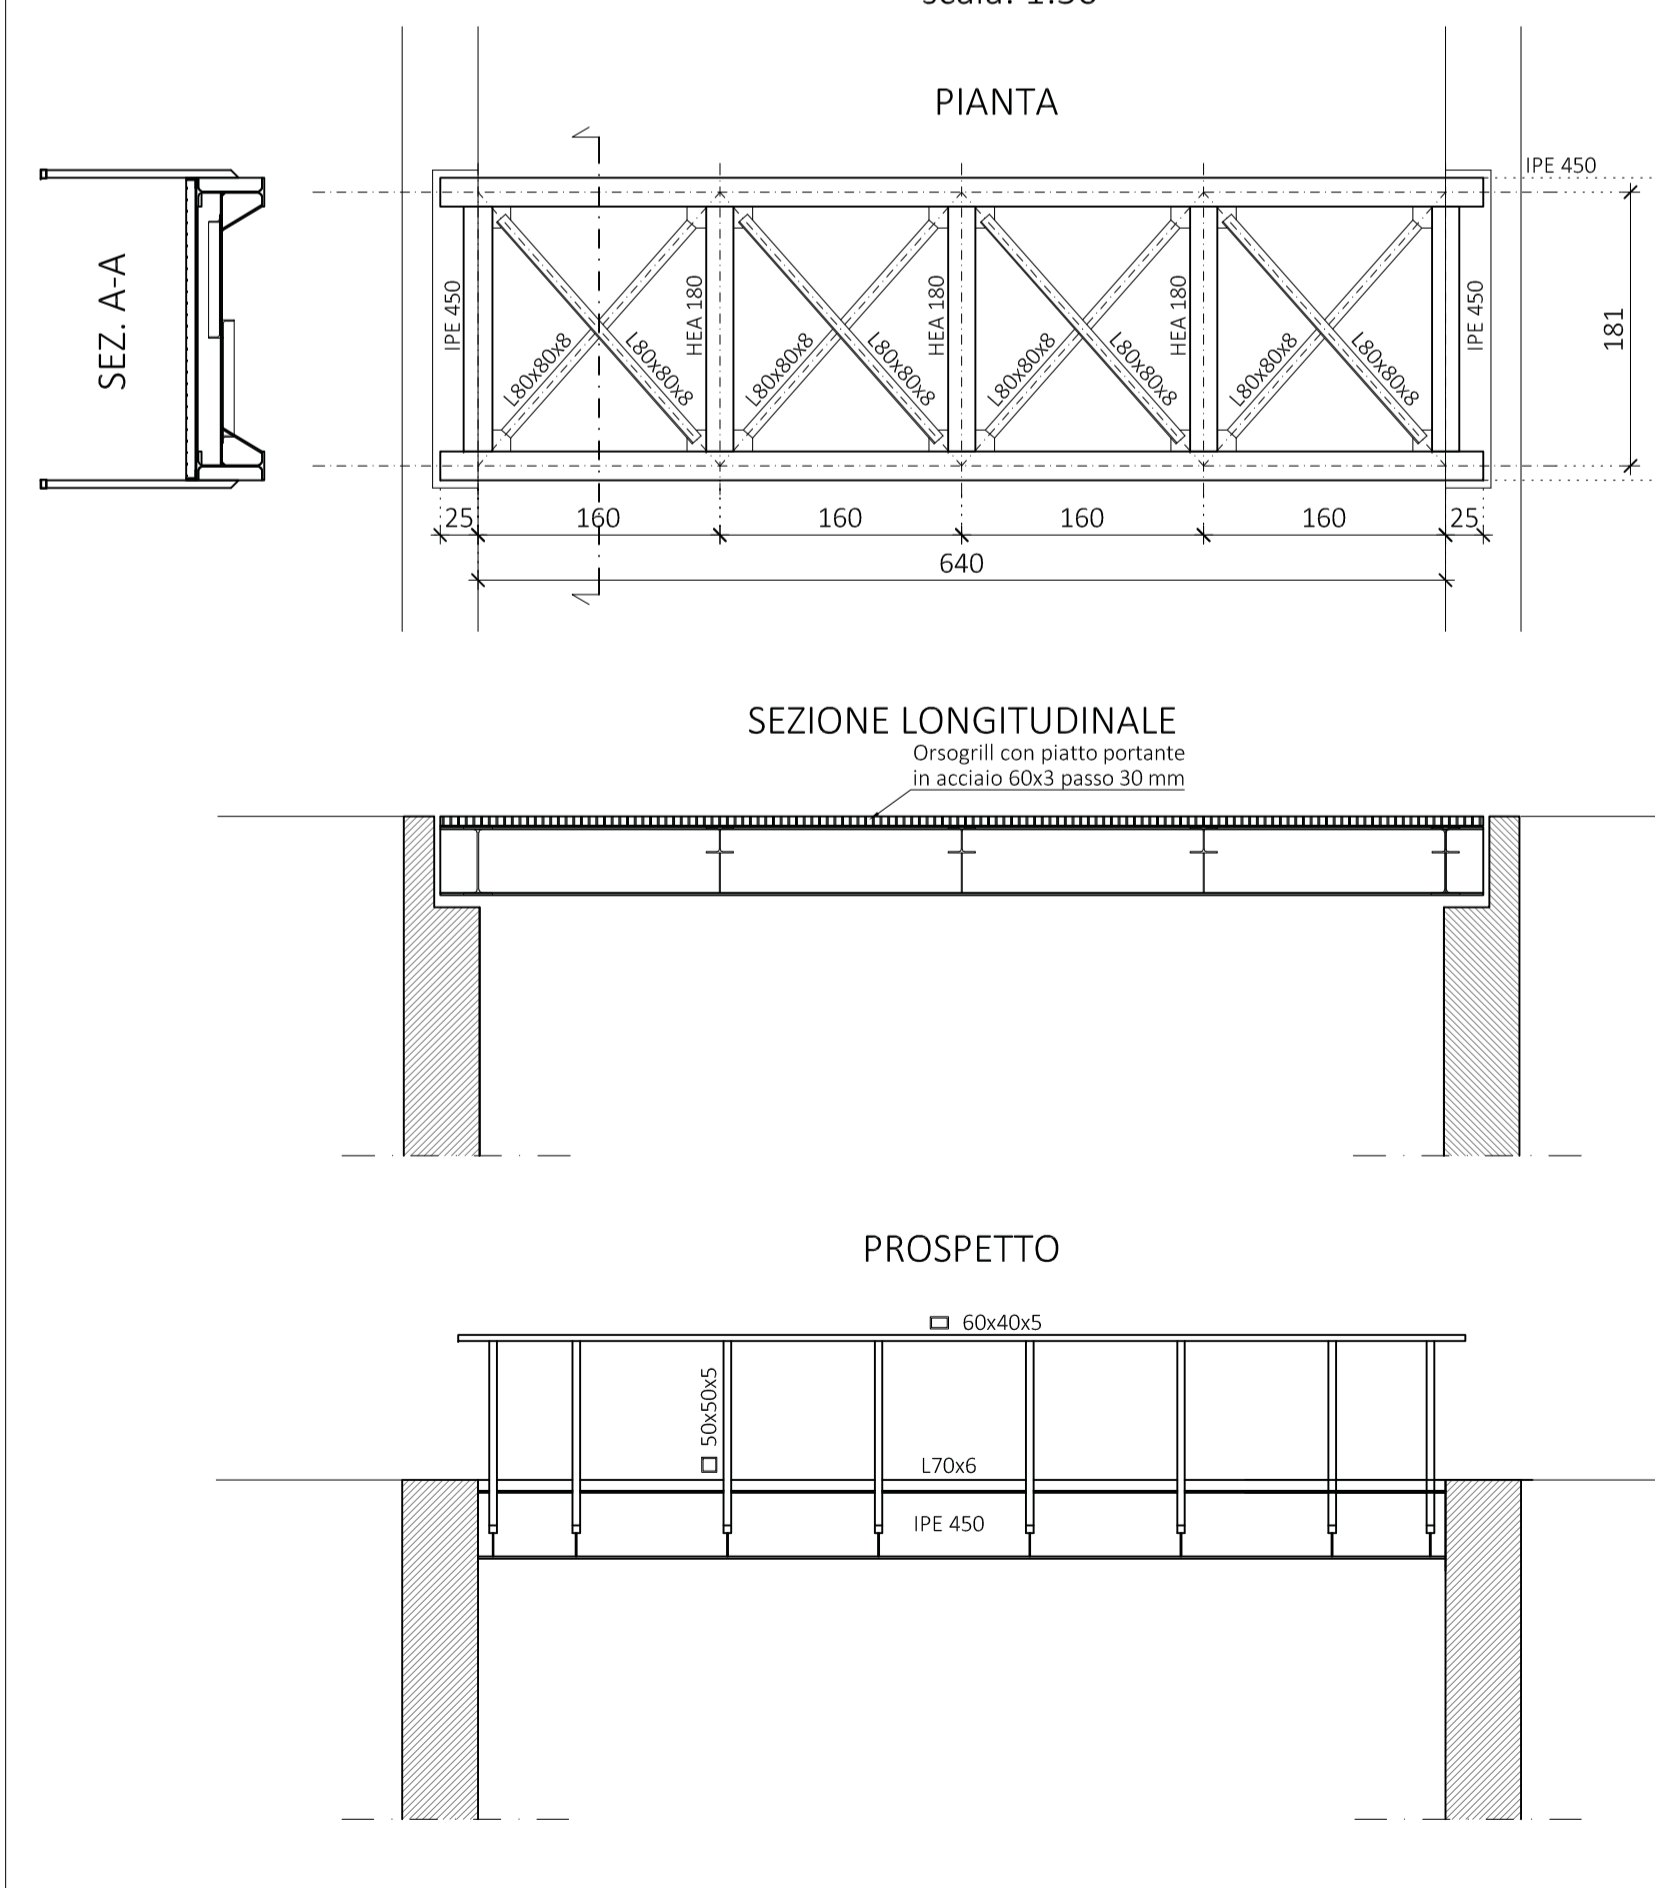 PIANTA
IPE 450
SEZ. A-A
IPE 450
L80x80x8
L80x80x8
HEA 180
L80x80x8
L80x80x8
HEA 180
L80x80x8
L80x80x8
HEA 180
L80x80x8
L80x80x8
IPE 450
181
25
160
160
160
160
25
640
SEZIONE LONGITUDINALE
Orsogrill con piatto portante
in acciaio 60x3 passo 30 mm
PROSPETTO
60x40x5
50x50x5
L70x6
IPE 450